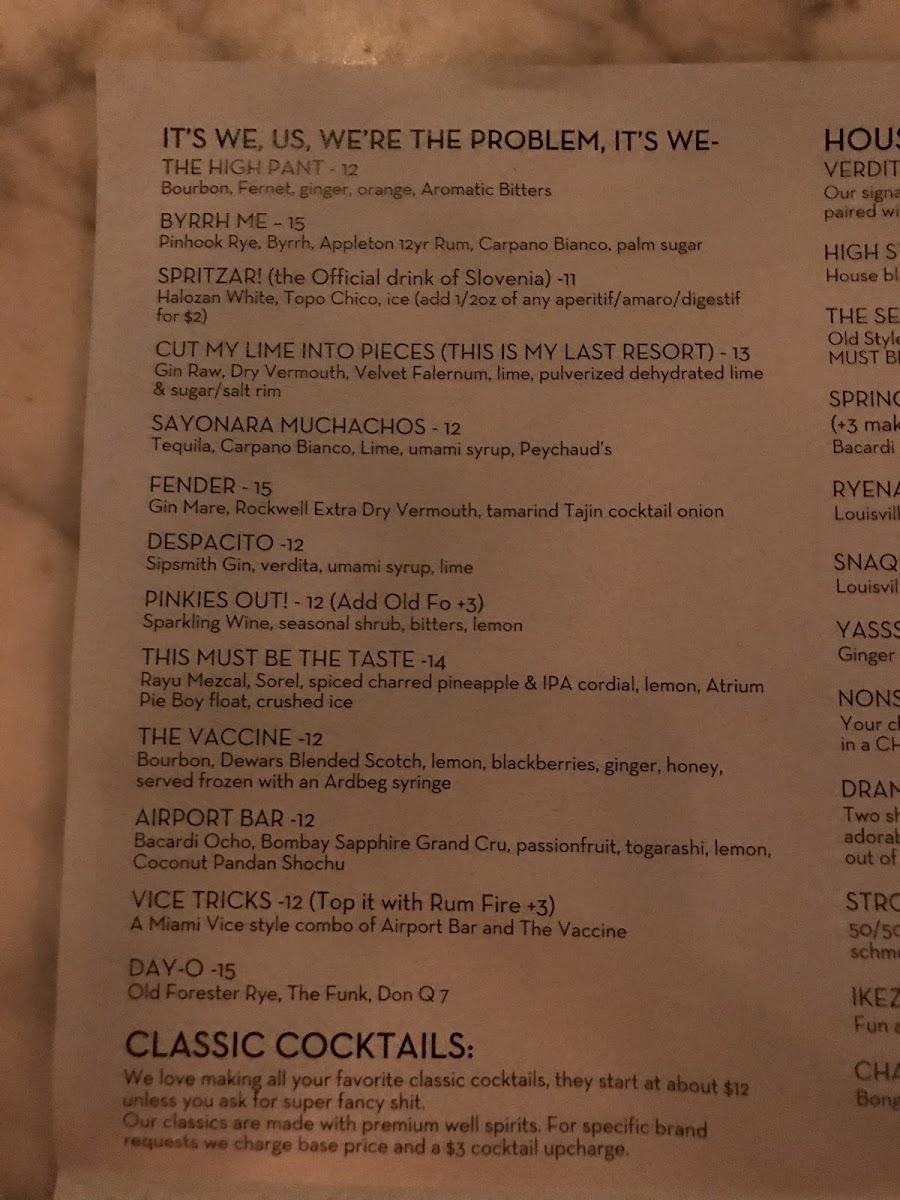 IT'S WE, US, WE'RE THE PROBLEM, IT'S WE-
THE HIGH PANT - 12
Bourbon, Fernet, ginger, orange, Aromatic Bitters
BYRRH ME - 15
Pinhook Rye, Byrrh, Appleton 12yr Rum, Carpano Bianco, palm sugar
SPRITZAR! (the Official drink of Slovenia) -11
Halozan White, Topo Chico, ice (add 1/2oz of any aperitif/amaro/digestif
for $2)
CUT MY LIME INTO PIECES (THIS IS MY LAST RESORT) - 13
Gin Raw, Dry Vermouth, Velvet Falernum, lime, pulverized dehydrated lime
& sugar/salt rim
SAYONARA MUCHACHOS - 12
Tequila, Carpano Bianco, Lime, umami syrup, Peychaud's
FENDER - 15
Gin Mare, Rockwell Extra Dry Vermouth, tamarind Tajin cocktail onion
DESPACITO -12
Sipsmith Gin, verdita, umami syrup, lime
PINKIES OUT! - 12 (Add Old Fo +3)
Sparkling Wine, seasonal shrub, bitters, lemon
THIS MUST BE THE TASTE -14
Rayu Mezcal, Sorel, spiced charred pineapple & IPA cordial, lemon, Atrium
Pie Boy float, crushed ice
THE VACCINE -12
Bourbon, Dewars Blended Scotch, lemon, blackberries, ginger, honey,
served frozen with an Ardbeg syringe
AIRPORT BAR -12
Bacardi Ocho, Bombay Sapphire Grand Cru, passionfruit, togarashi, lemon,
Coconut Pandan Shochu
VICE TRICKS -12 (Top it with Rum Fire +3)
A Miami Vice style combo of Airport Bar and The Vaccine
DAY-O -15
Old Forester Rye, The Funk, Don Q 7
CLASSIC COCKTAILS:
We love making all your favorite classic cocktails, they start at about $12
unless you ask for super fancy shit.
Our classics are made with premium well spirits. For specific brand
requests we charge base price and a $3 cocktail upcharge.
HOUS
VERDIT
Our signa
paired wi
HIGH S
House bl
THE SE
Old Style
MUST B
SPRING
(+3 mak
Bacardi
RYENA
Louisvill
SNAQ
Louisvil
YASSS
Ginger
NONS
Your ch
in a CH
DRAM
Two sh
adorab
out of
STRO
50/50
schme
IKEZ
Fun a
CHA
Bong